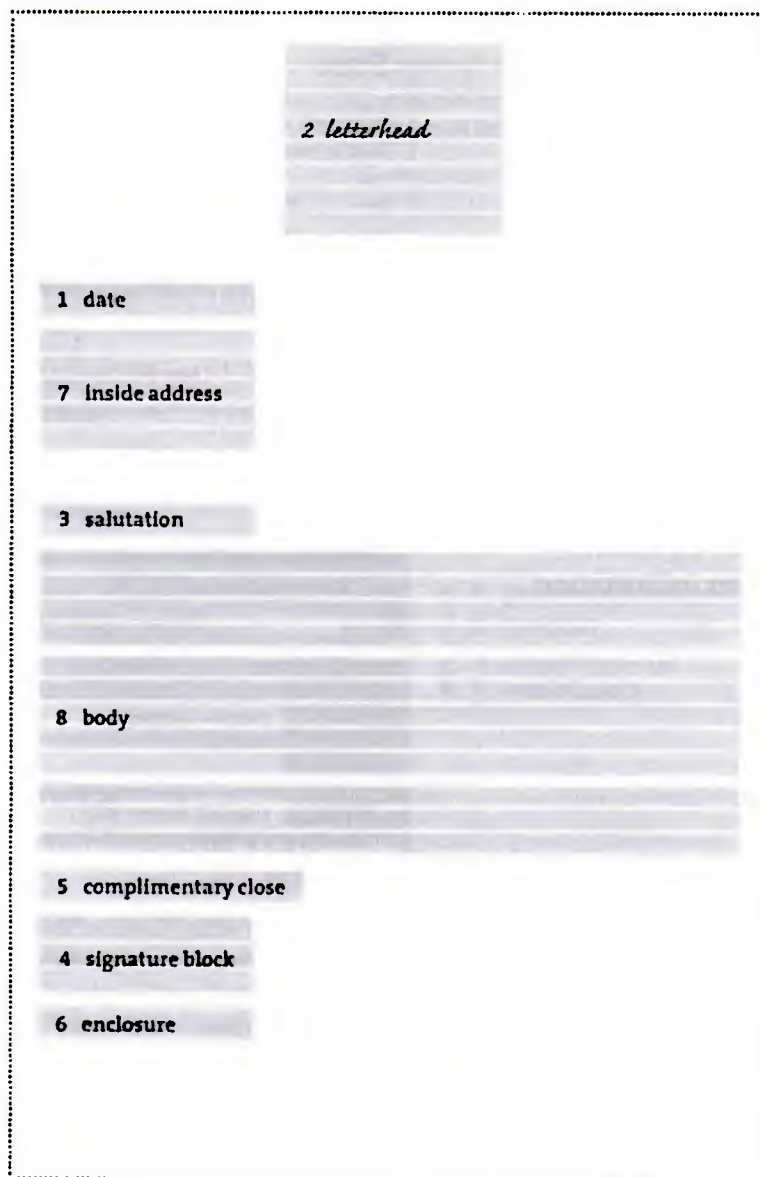 2 letterhead
1 date
7 inside address
3 salutation
8 body
5 complimentary close
4 signature block
6 enclosure